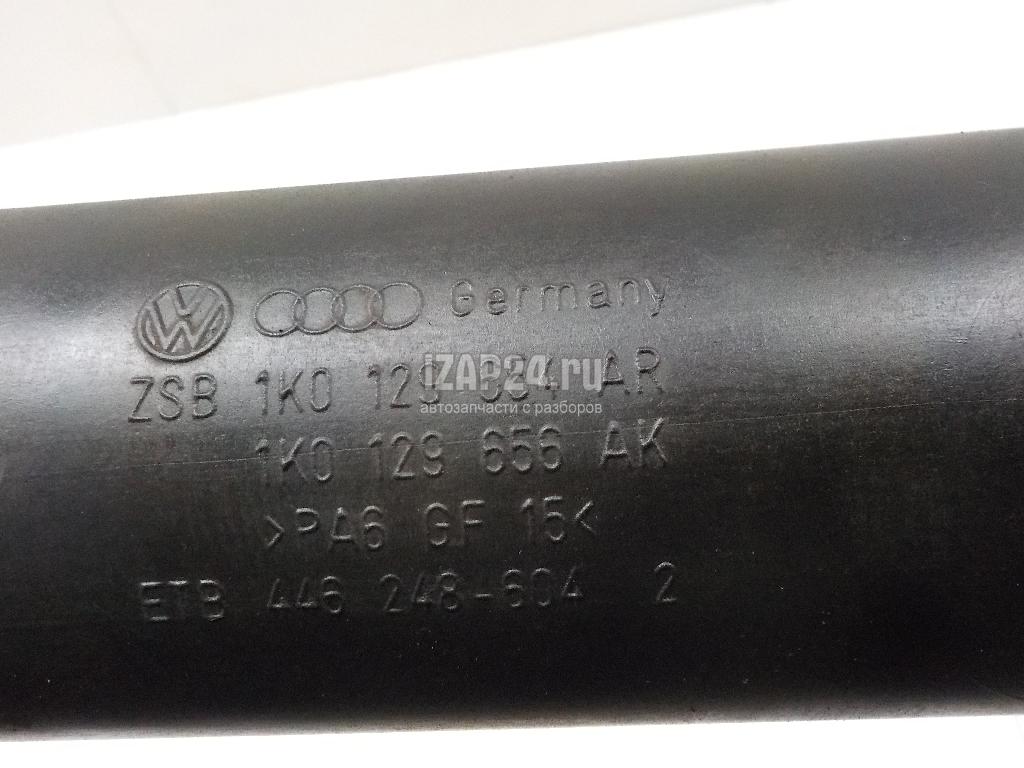 Germany
ZSB 1K0 129 AR
iZAP24.ru
автозапчасти с разборов
1K0 129 656 AK
>PA6 GF 15<
ETB 446 248-604 2